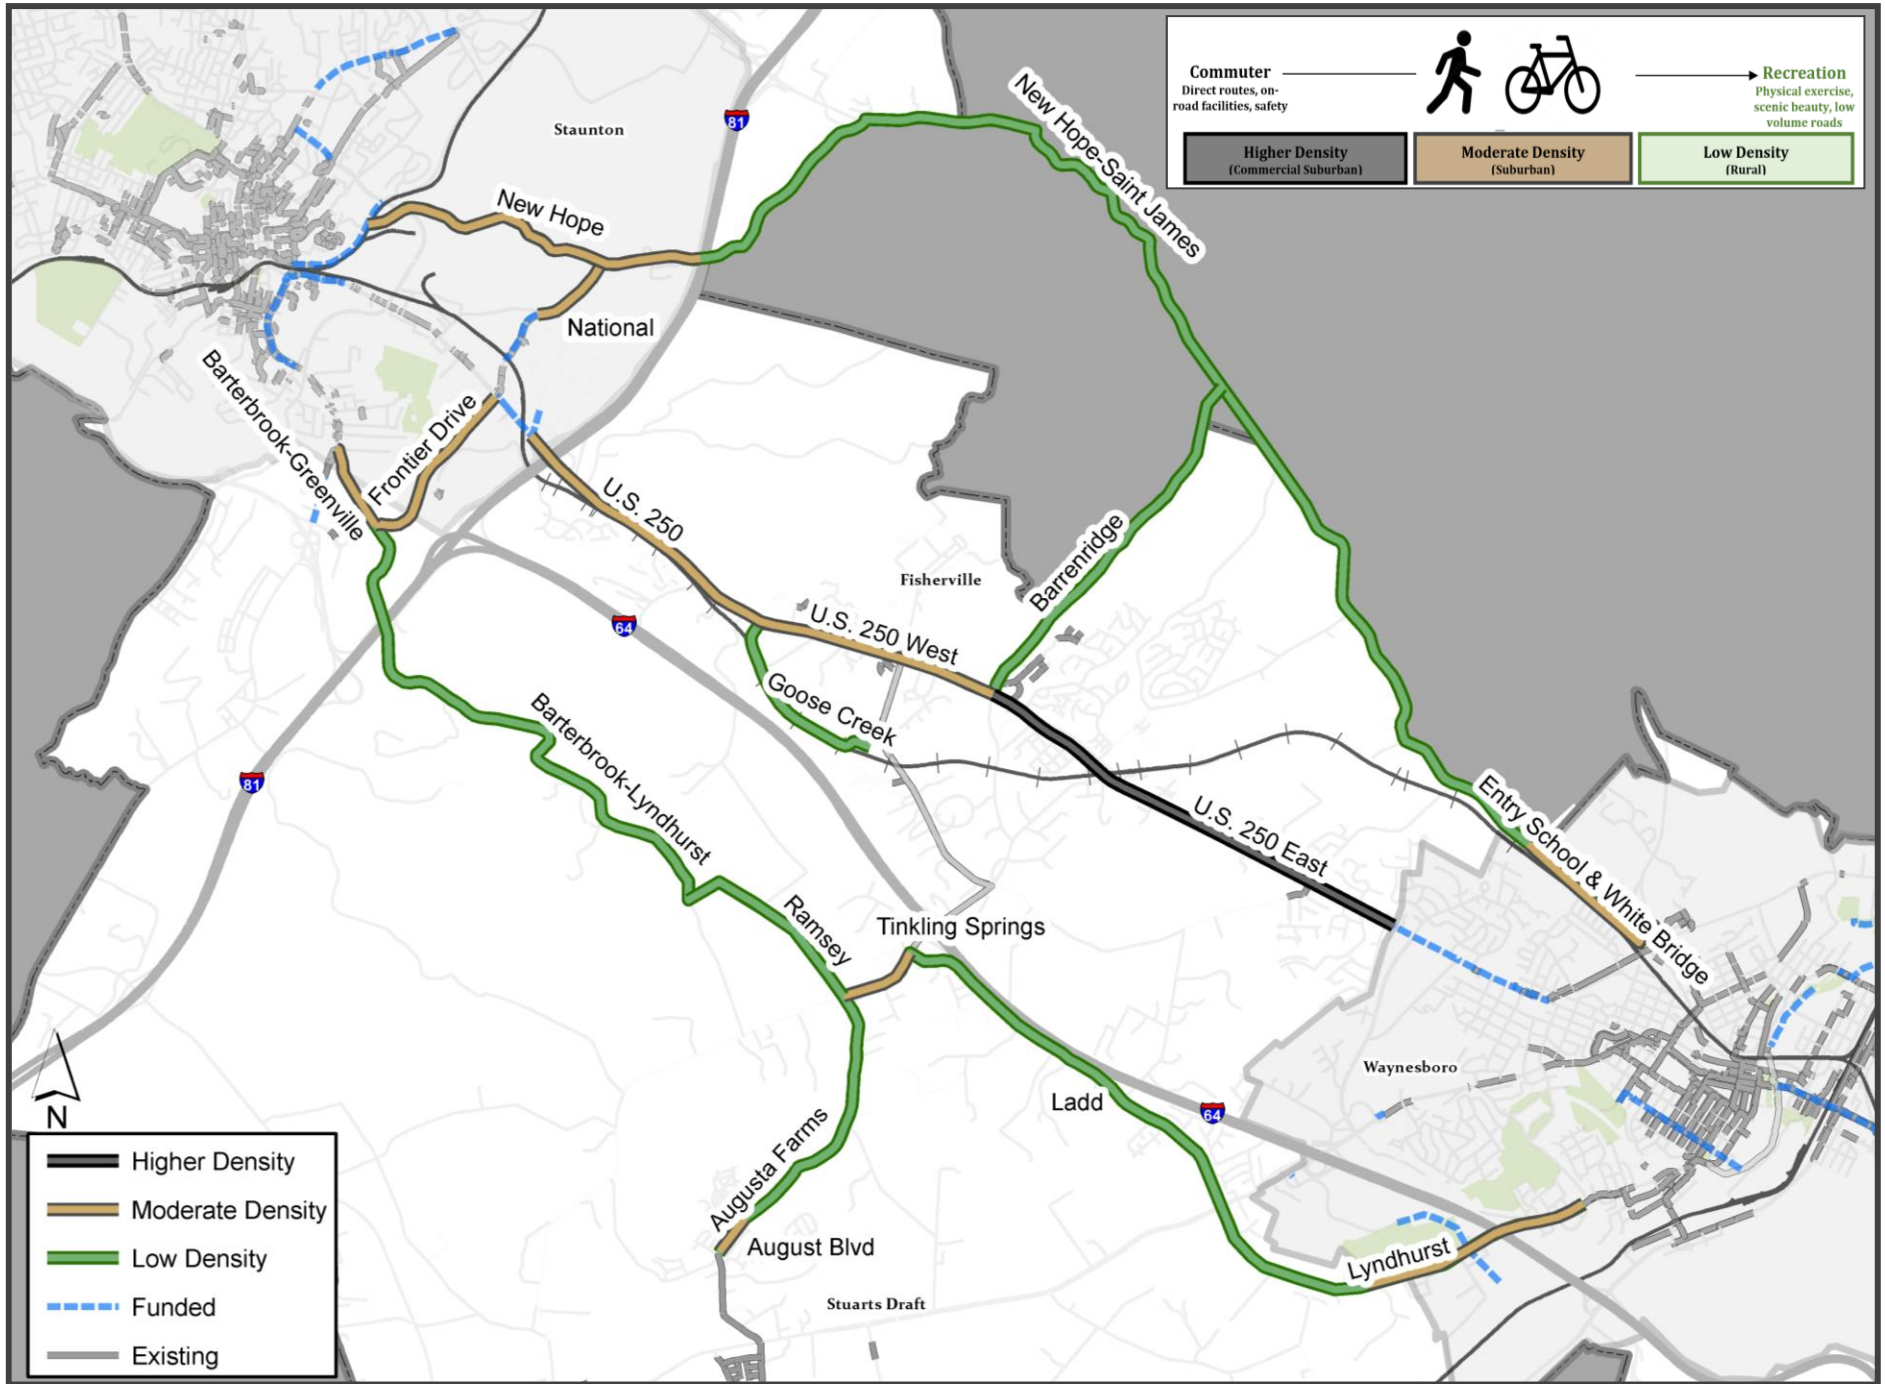 Commuter
Direct routes, on-
road facilities, safety
Recreation
Physical exercise,
scenic beauty, low
volume roads
Higher Density
(Commercial Suburban)
Moderate Density
(Suburban)
Low Density
(Rural)
Staunton
81
New Hope-Saint James
New Hope
National
Barterbrook-Greenville
Frontier Drive
U.S. 250
Fisherville
Barrenridge
64
U.S. 250 West
Goose Creek
Barterbrook-Lyndhurst
81
U.S. 250 East
Entry School & White Bridge
Ramsey
Tinkling Springs
Waynesboro
Ladd
64
N
Augusta Farms
August Blvd
Lyndhurst
Stuarts Draft
Higher Density
Moderate Density
Low Density
Funded
Existing